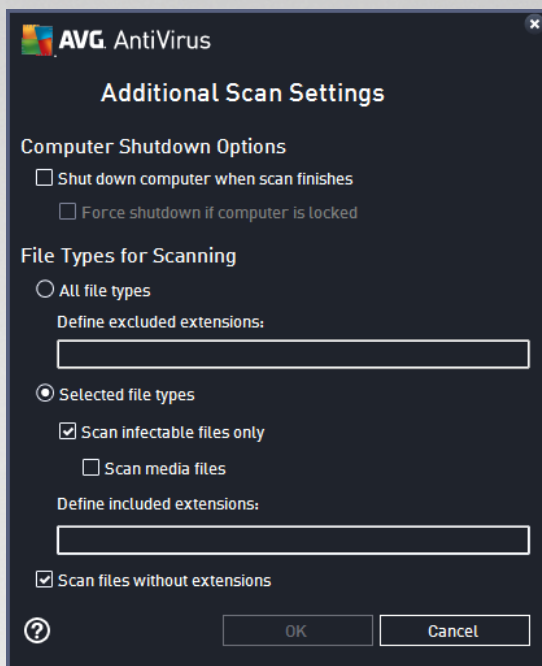 AVG. AntiVirus
Additional Scan Settings
Computer Shutdown Options
Shut down computer when scan finishes
Force shutdown if computer is locked
File Types for Scanning
All file types
Define excluded extensions:
Selected file types
Scan infectable files only
Scan media files
Define included extensions:
Scan files without extensions
? OK Cancel